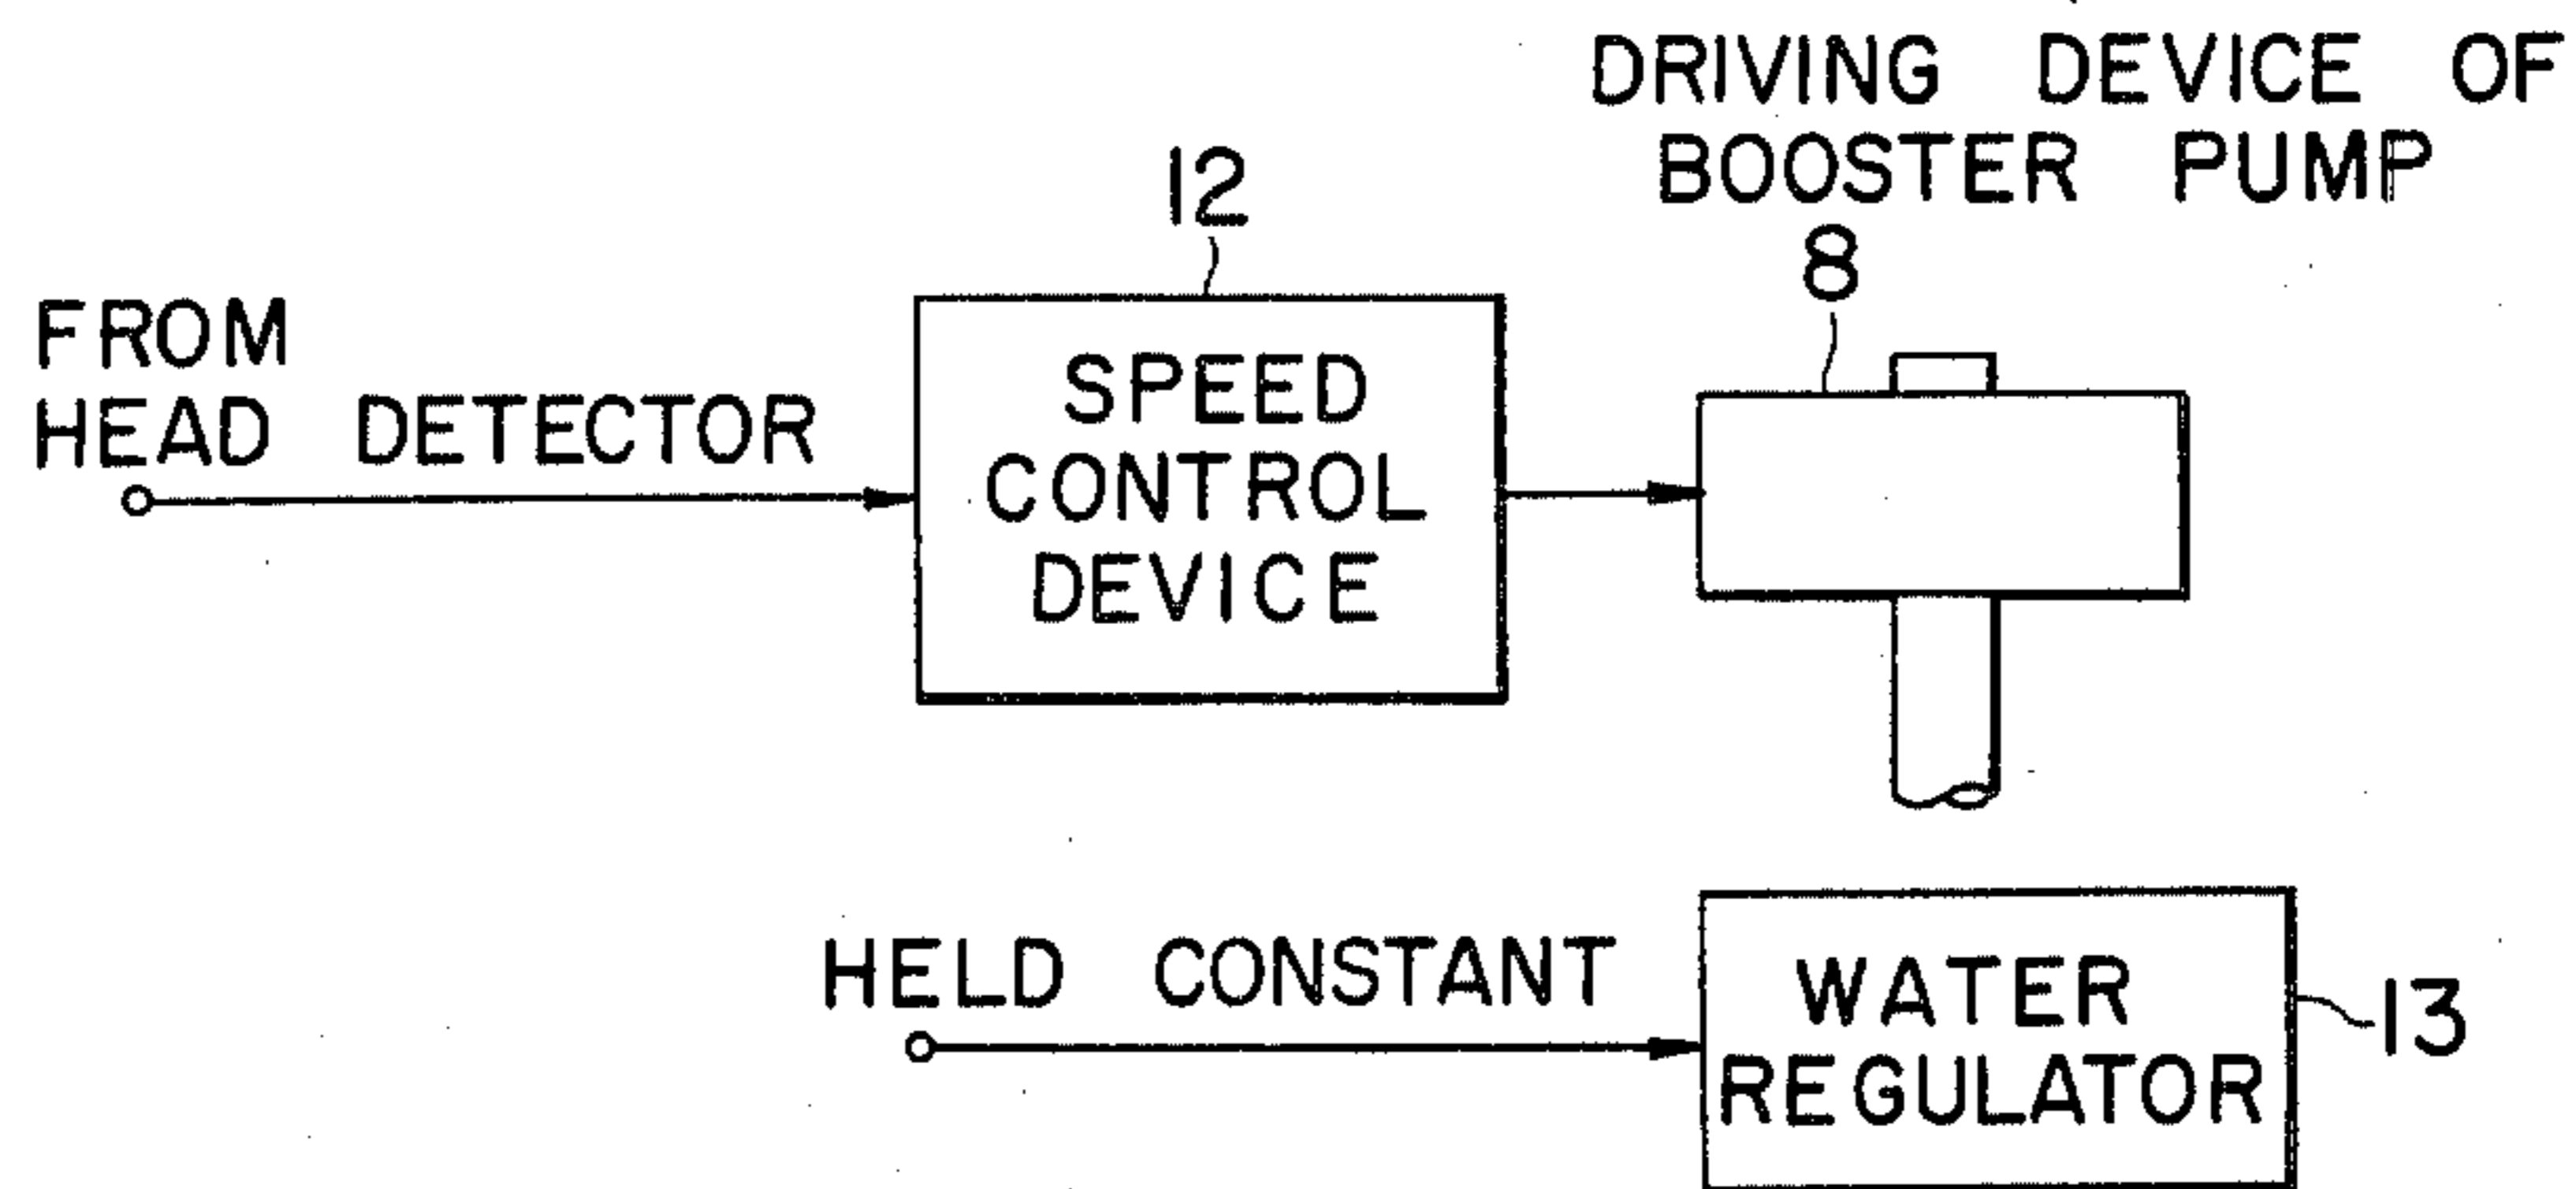 DRIVING DEVICE OF
BOOSTER PUMP
12
8
FROM
HEAD DETECTOR
SPEED
CONTROL
DEVICE
HELD CONSTANT
WATER
REGULATOR
13